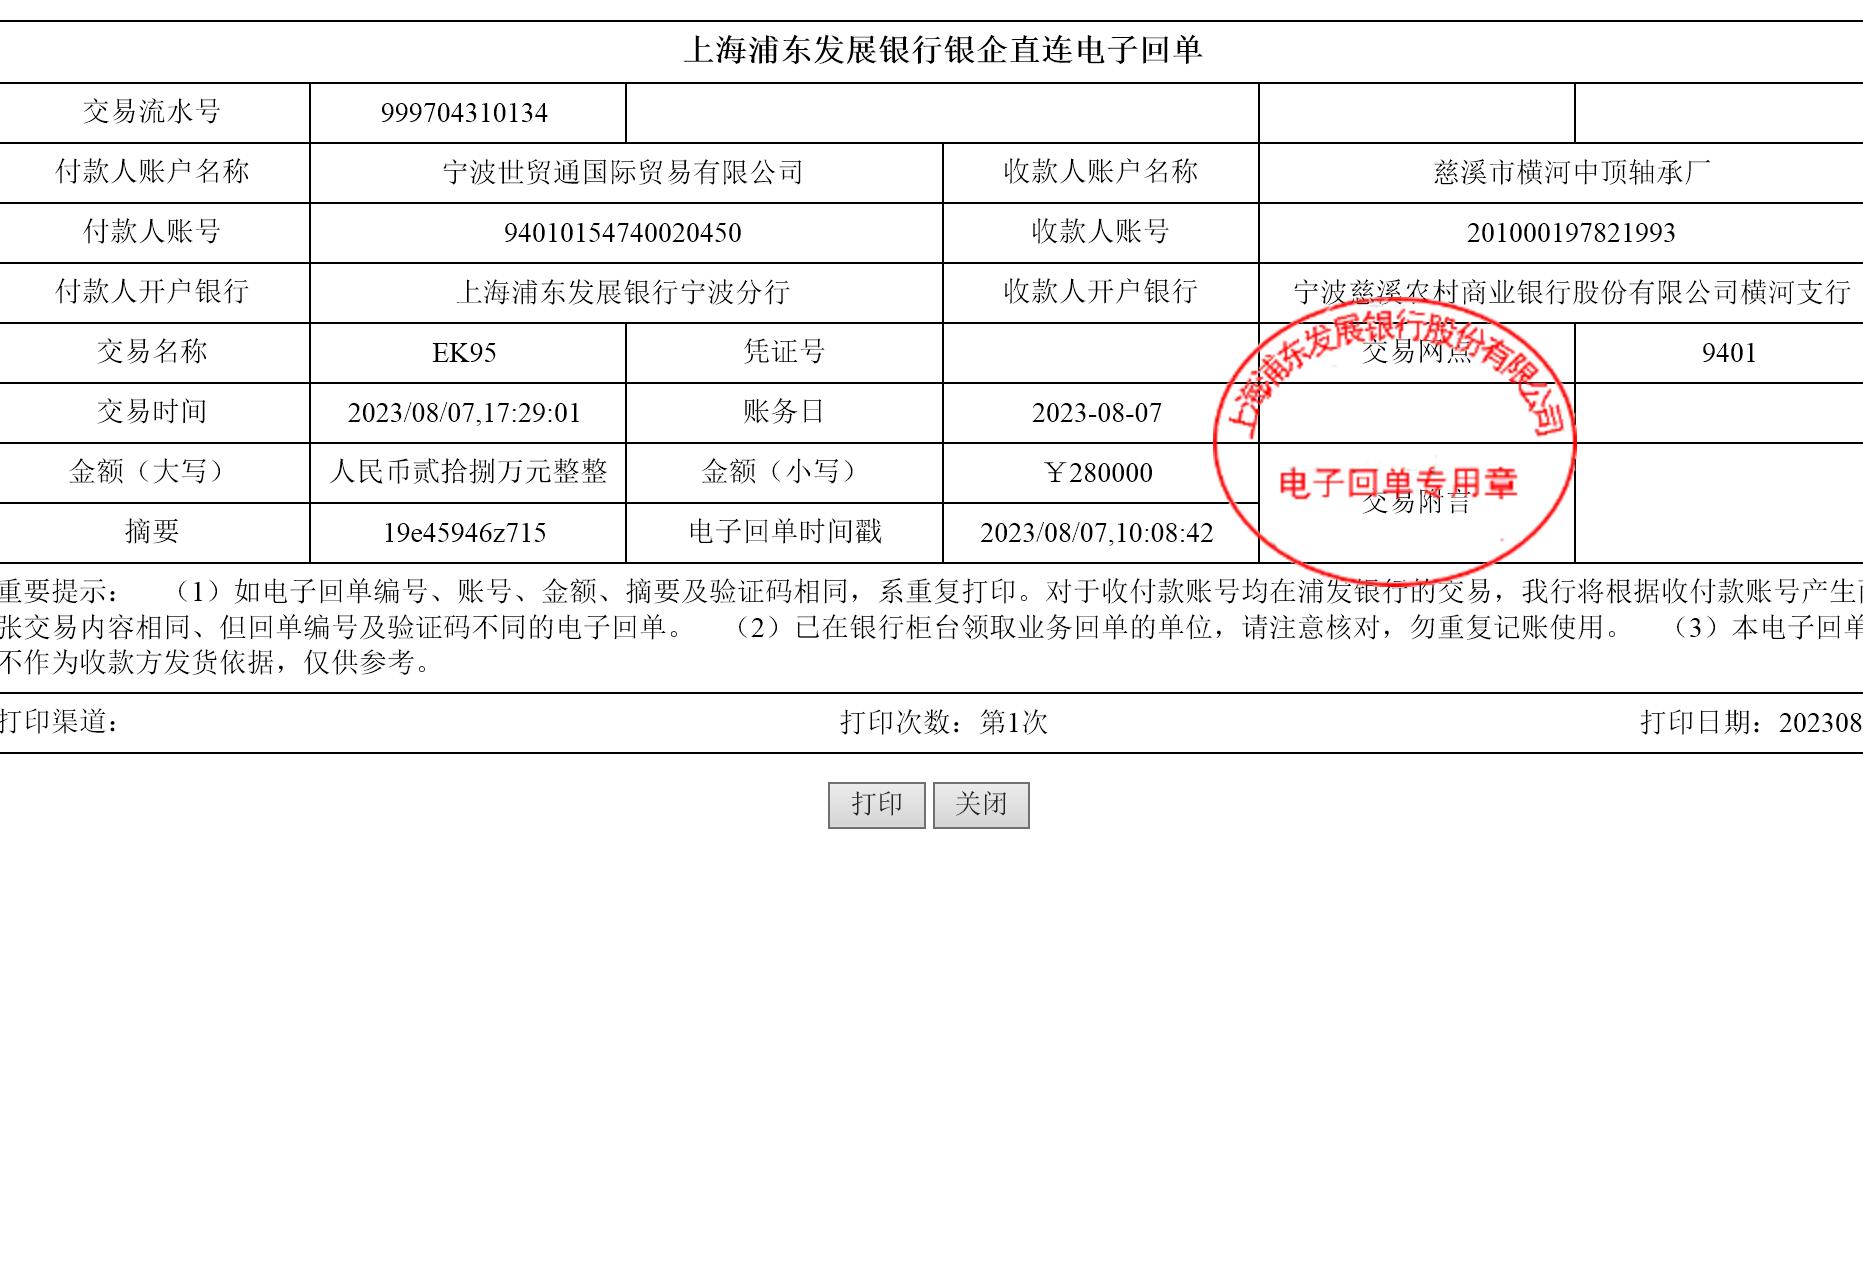 上海浦东发展银行银企直连电子回单
交易流水号 999704310134
付款人账户名称 宁波世贸通国际贸易有限公司 收款人账户名称 慈溪市横河中顶轴承厂
付款人账号 94010154740020450 收款人账号 201000197821993
付款人开户银行 上海浦东发展银行宁波分行 收款人开户银行 宁波慈溪农村商业银行股份有限公司横河支行
交易名称 EK95 凭证号 交易网点 9401
交易时间 2023/08/07,17:29:01 账务日 2023-08-07
金额（大写） 人民币贰拾捌万元整整 金额（小写） ￥280000 交易附言
摘要 19e45946z715 电子回单时间戳 2023/08/07,10:08:42
上海浦东发展银行股份有限公司
电子回单专用章
重要提示： （1）如电子回单编号、账号、金额、摘要及验证码相同，系重复打印。对于收付款账号均在浦发银行的交易，我行将根据收付款账号产生
张交易内容相同、但回单编号及验证码不同的电子回单。 （2）已在银行柜台领取业务回单的单位，请注意核对，勿重复记账使用。 （3）本电子回单
不作为收款方发货依据，仅供参考。
打印渠道： 打印次数：第1次 打印日期：202308
打印 关闭